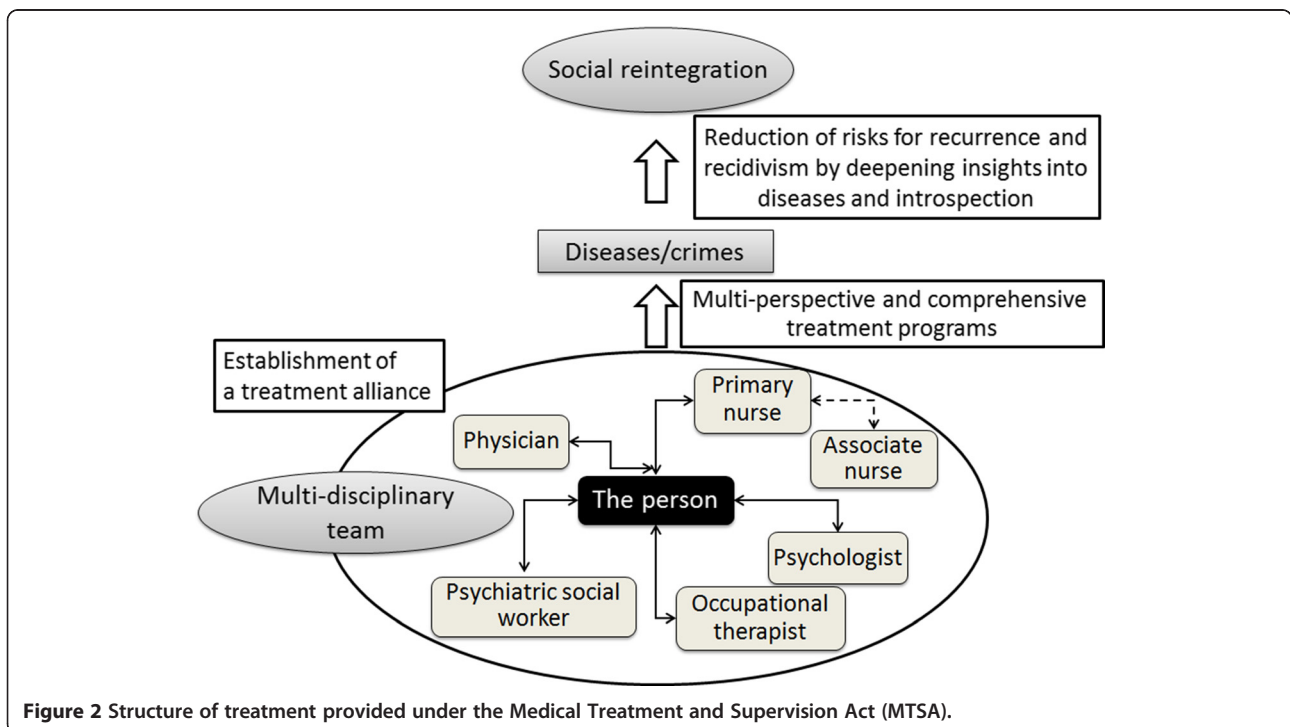 Social reintegration
Reduction of risks for recurrence and
recidivism by deepening insights into
diseases and introspection
Diseases/crimes
Multi-perspective and comprehensive
treatment programs
Establishment of
a treatment alliance
Primary
nurse
Physician
Associate
nurse
The person
Multi-disciplinary
team
Psychologist
Psychiatric social
worker
Occupational
therapist
Figure 2 Structure of treatment provided under the Medical Treatment and Supervision Act (MTSA).